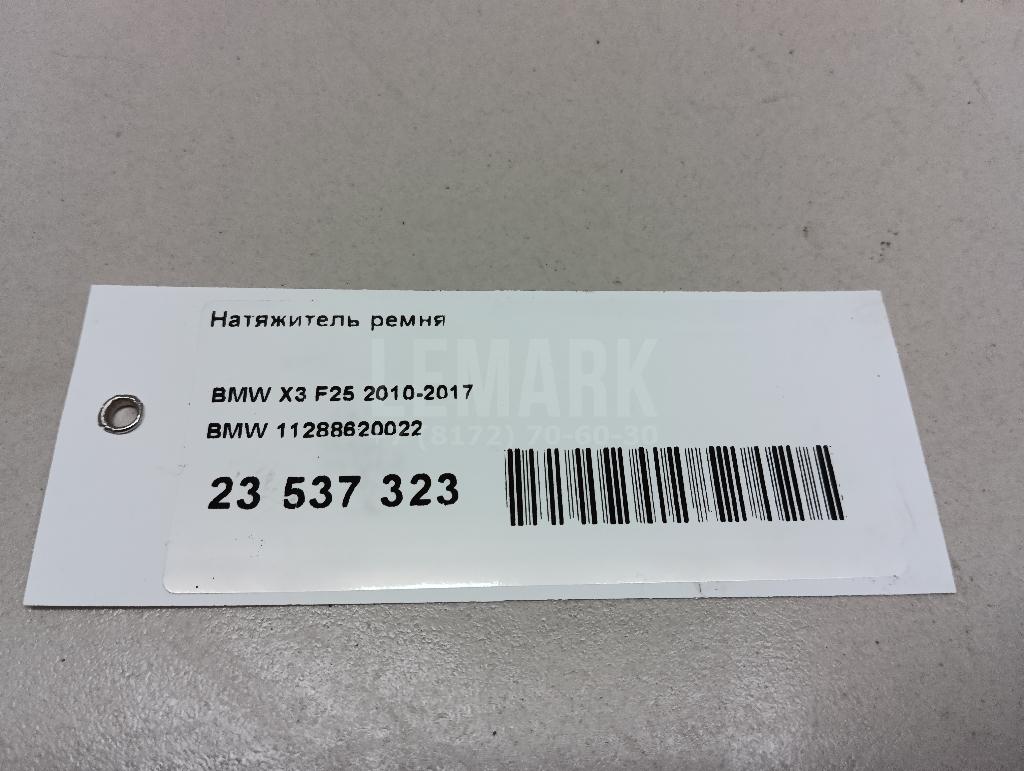 Натяжитель ремня
LEMARK
BMW X3 F25 2010-2017
BMW 11288620022
(8172) 70-60-30
23 537 323